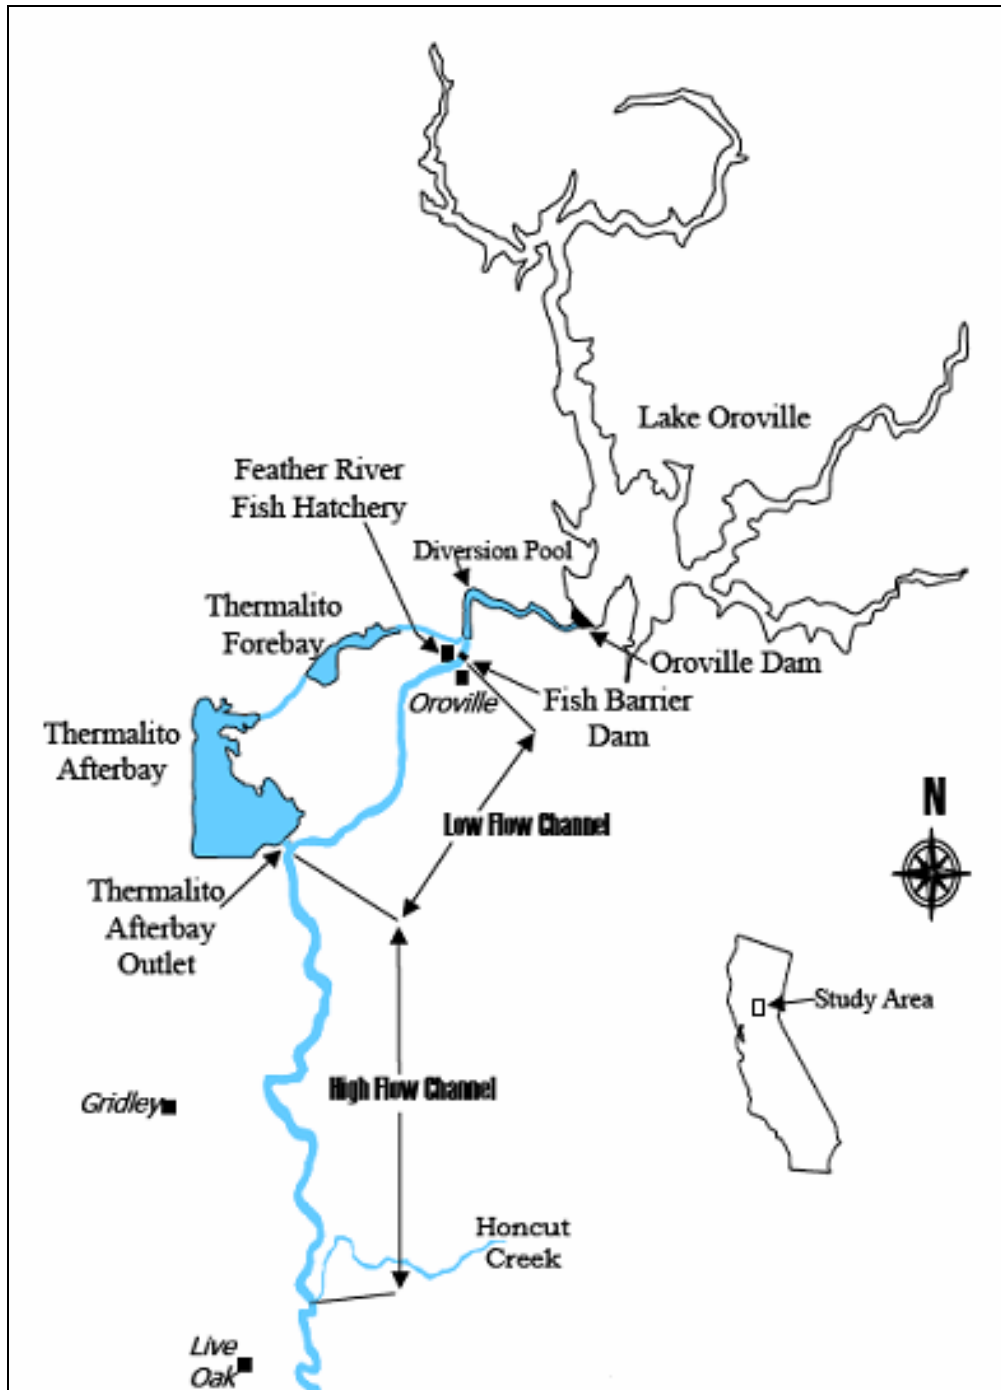 Lake Oroville
Feather River
Fish Hatchery
Diversion Pool
Thermalito
Forebay
Oroville Dam
Oroville
Fish Barrier
Dam
Thermalito
Afterbay
Low Flow Channel
N
Thermalito
Afterbay
Outlet
Study Area
High Flow Channel
Gridley
Honcut
Creek
Live
Oak